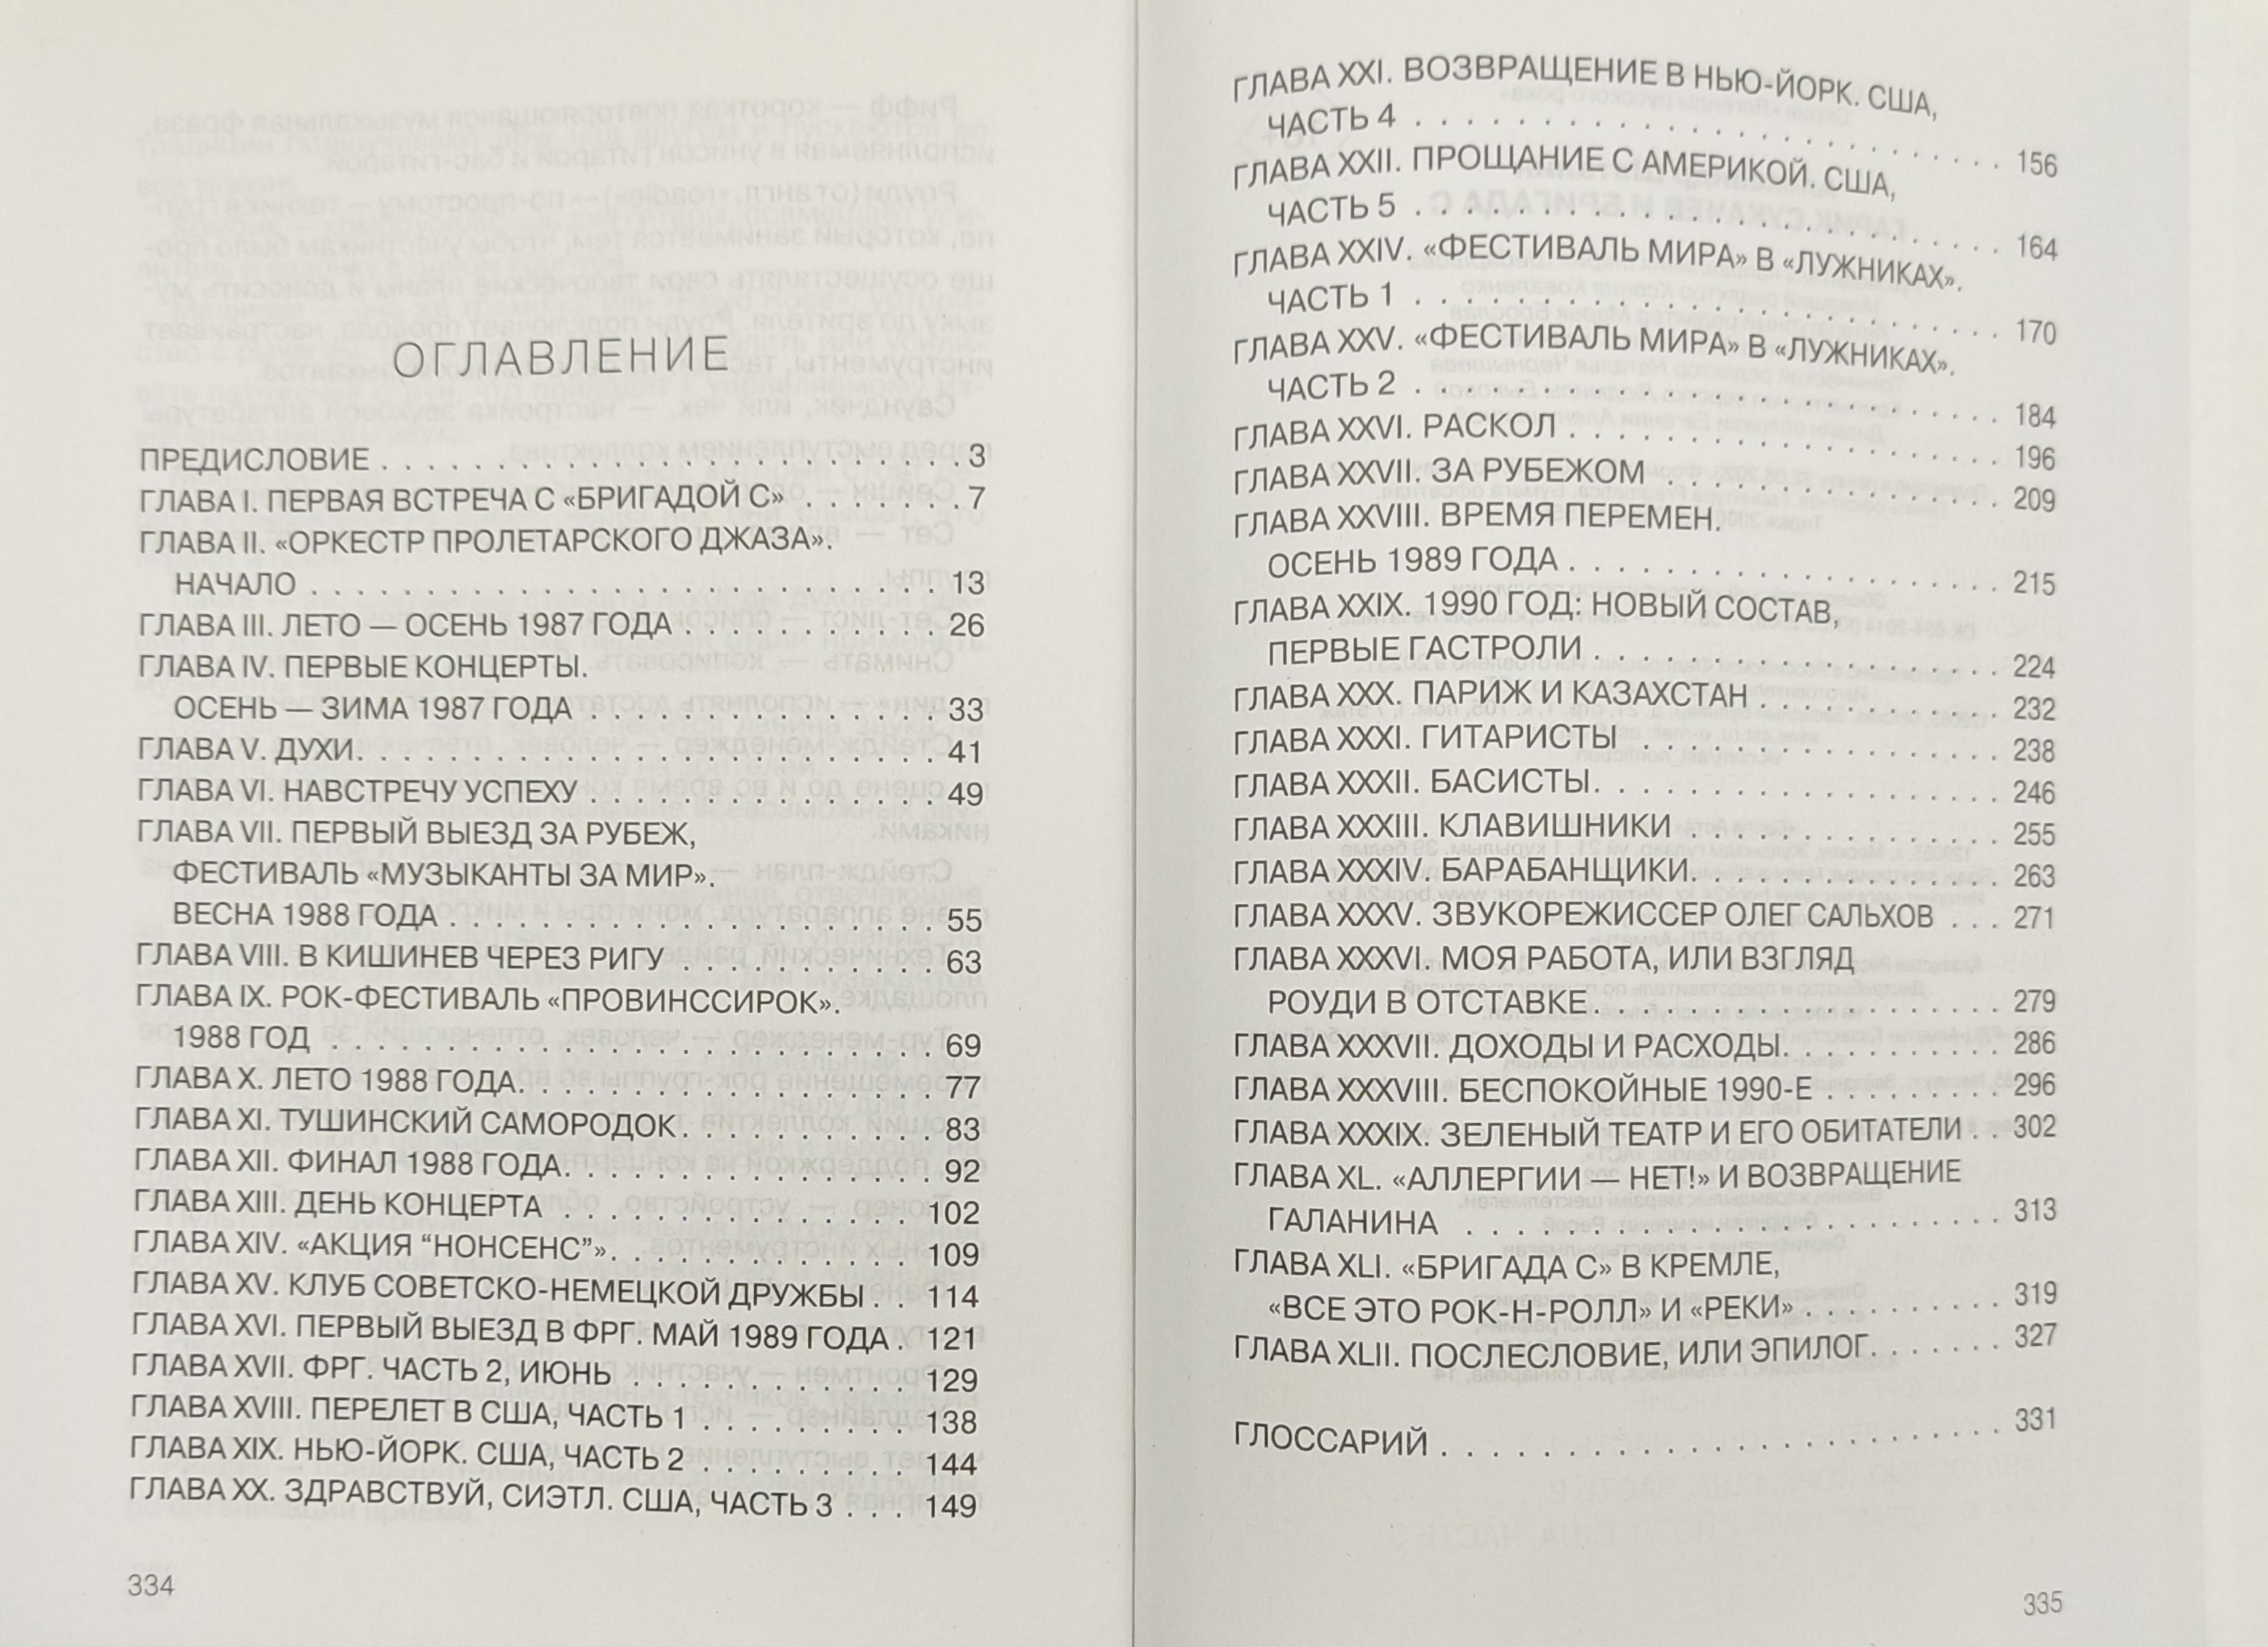 ОГЛАВЛЕНИЕ
ПРЕДИСЛОВИЕ . . . . . . . . . . . . . . . . . . . . . . . . . 3
ГЛАВА I. ПЕРВАЯ ВСТРЕЧА С «БРИГАДОЙ С» . . . . . . . 7
ГЛАВА II. «ОРКЕСТР ПРОЛЕТАРСКОГО ДЖАЗА».
НАЧАЛО . . . . . . . . . . . . . . . . . . . . . . . . . . . 13
ГЛАВА III. ЛЕТО — ОСЕНЬ 1987 ГОДА . . . . . . . . . . . 26
ГЛАВА IV. ПЕРВЫЕ КОНЦЕРТЫ.
ОСЕНЬ — ЗИМА 1987 ГОДА . . . . . . . . . . . . . . . 33
ГЛАВА V. ДУХИ. . . . . . . . . . . . . . . . . . . . . . . . . 41
ГЛАВА VI. НАВСТРЕЧУ УСПЕХУ . . . . . . . . . . . . . . . 49
ГЛАВА VII. ПЕРВЫЙ ВЫЕЗД ЗА РУБЕЖ,
ФЕСТИВАЛЬ «МУЗЫКАНТЫ ЗА МИР».
ВЕСНА 1988 ГОДА . . . . . . . . . . . . . . . . . . . . . 55
ГЛАВА VIII. В КИШИНЕВ ЧЕРЕЗ РИГУ . . . . . . . . . . . 63
ГЛАВА IX. РОК-ФЕСТИВАЛЬ «ПРОВИНССИРОК».
1988 ГОД . . . . . . . . . . . . . . . . . . . . . . . . . . 69
ГЛАВА X. ЛЕТО 1988 ГОДА. . . . . . . . . . . . . . . . . . 77
ГЛАВА XI. ТУШИНСКИЙ САМОРОДОК. . . . . . . . . . . 83
ГЛАВА XII. ФИНАЛ 1988 ГОДА. . . . . . . . . . . . . . . . 92
ГЛАВА XIII. ДЕНЬ КОНЦЕРТА . . . . . . . . . . . . . . . 102
ГЛАВА XIV. «АКЦИЯ “НОНСЕНС”». . . . . . . . . . . . . 109
ГЛАВА XV. КЛУБ СОВЕТСКО-НЕМЕЦКОЙ ДРУЖБЫ . . 114
ГЛАВА XVI. ПЕРВЫЙ ВЫЕЗД В ФРГ. МАЙ 1989 ГОДА . 121
ГЛАВА XVII. ФРГ. ЧАСТЬ 2, ИЮНЬ . . . . . . . . . . . . 129
ГЛАВА XVIII. ПЕРЕЛЕТ В США, ЧАСТЬ 1 . . . . . . . . . 138
ГЛАВА XIX. НЬЮ-ЙОРК. США, ЧАСТЬ 2 . . . . . . . . . 144
ГЛАВА XX. ЗДРАВСТВУЙ, СИЭТЛ. США, ЧАСТЬ 3 . . . 149
334
ГЛАВА XXI. ВОЗВРАЩЕНИЕ В НЬЮ-ЙОРК. США,
ЧАСТЬ 4 . . . . . . . . . . . . . . . . . . . . . . . . 156
ГЛАВА XXII. ПРОЩАНИЕ С АМЕРИКОЙ. США,
ЧАСТЬ 5 . . . . . . . . . . . . . . . . . . . . . . . . 164
ГЛАВА XXIV. «ФЕСТИВАЛЬ МИРА» В «ЛУЖНИКАХ».
ЧАСТЬ 1 . . . . . . . . . . . . . . . . . . . . . . . . 170
ГЛАВА XXV. «ФЕСТИВАЛЬ МИРА» В «ЛУЖНИКАХ».
ЧАСТЬ 2 . . . . . . . . . . . . . . . . . . . . . . . . 184
ГЛАВА XXVI. РАСКОЛ . . . . . . . . . . . . . . . . . . 196
ГЛАВА XXVII. ЗА РУБЕЖОМ . . . . . . . . . . . . . . 209
ГЛАВА XXVIII. ВРЕМЯ ПЕРЕМЕН.
ОСЕНЬ 1989 ГОДА . . . . . . . . . . . . . . . . . . 215
ГЛАВА XXIX. 1990 ГОД: НОВЫЙ СОСТАВ,
ПЕРВЫЕ ГАСТРОЛИ . . . . . . . . . . . . . . . . . 224
ГЛАВА XXX. ПАРИЖ И КАЗАХСТАН . . . . . . . . . . 232
ГЛАВА XXXI. ГИТАРИСТЫ . . . . . . . . . . . . . . . 238
ГЛАВА XXXII. БАСИСТЫ. . . . . . . . . . . . . . . . . 246
ГЛАВА XXXIII. КЛАВИШНИКИ . . . . . . . . . . . . . 255
ГЛАВА XXXIV. БАРАБАНЩИКИ. . . . . . . . . . . . . 263
ГЛАВА XXXV. ЗВУКОРЕЖИССЕР ОЛЕГ САЛЬХОВ . . . 271
ГЛАВА XXXVI. МОЯ РАБОТА, ИЛИ ВЗГЛЯД
РОУДИ В ОТСТАВКЕ. . . . . . . . . . . . . . . . . . 279
ГЛАВА XXXVII. ДОХОДЫ И РАСХОДЫ. . . . . . . . . . 286
ГЛАВА XXXVIII. БЕСПОКОЙНЫЕ 1990-Е . . . . . . . . 296
ГЛАВА XXXIX. ЗЕЛЕНЫЙ ТЕАТР И ЕГО ОБИТАТЕЛИ . . 302
ГЛАВА XL. «АЛЛЕРГИИ — НЕТ!» И ВОЗВРАЩЕНИЕ
ГАЛАНИНА . . . . . . . . . . . . . . . . . . . . . . 313
ГЛАВА XLI. «БРИГАДА С» В КРЕМЛЕ,
«ВСЕ ЭТО РОК-Н-РОЛЛ» И «РЕКИ» . . . . . . . . . 319
ГЛАВА XLII. ПОСЛЕСЛОВИЕ, ИЛИ ЭПИЛОГ. . . . . . . 327
ГЛОССАРИЙ . . . . . . . . . . . . . . . . . . . . . . . 331
335